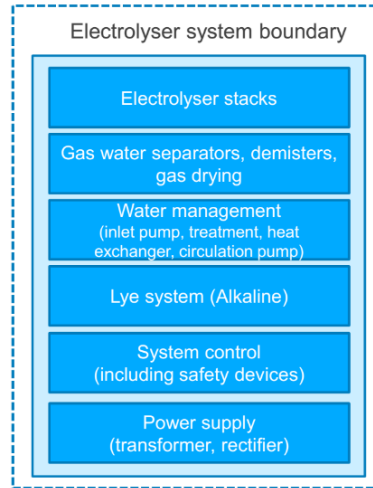 Electrolyser system boundary
Electrolyser stacks
Gas water separators, demisters,
gas drying
Water management
(inlet pump, treatment, heat
exchanger, circulation pump)
Lye system (Alkaline)
System control
(including safety devices)
Power supply
(transformer, rectifier)